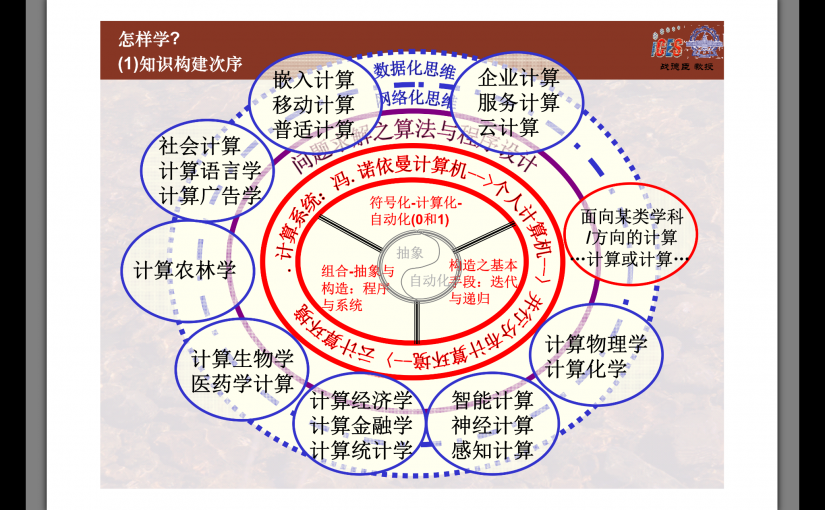 怎样学?
(1)知识构建次序
iCES
战德臣 教授
数据化思维
网络化思维
嵌入计算
移动计算
普适计算
企业计算
服务计算
云计算
问题求解之算法与程序设计
社会计算
计算语言学
计算广告学
计算系统：冯.诺依曼计算机—>个人计算机—>并行分布计算环境—>云计算环境
面向某类学科
/方向的计算
…计算或计算…
符号化-计算化-
自动化(0和1)
抽象
自动化
组合-抽象与
构造：程序
与系统
构造之基本
手段：迭代
与递归
计算农林学
计算生物学
医药学计算
计算物理学
计算化学
计算经济学
计算金融学
计算统计学
智能计算
神经计算
感知计算